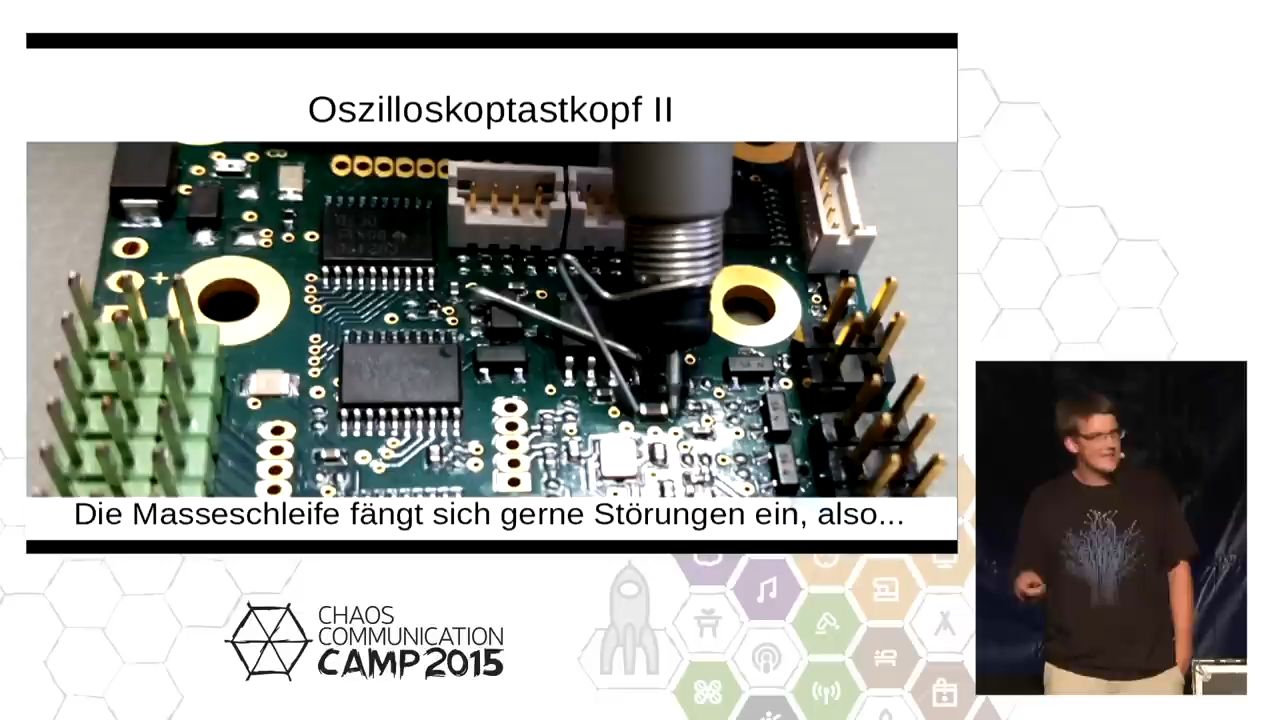 Oszilloskoptastkopf II
Die Masseschleife fängt sich gerne Störungen ein, also...
CHAOS
COMMUNICATION
CAMP 2015